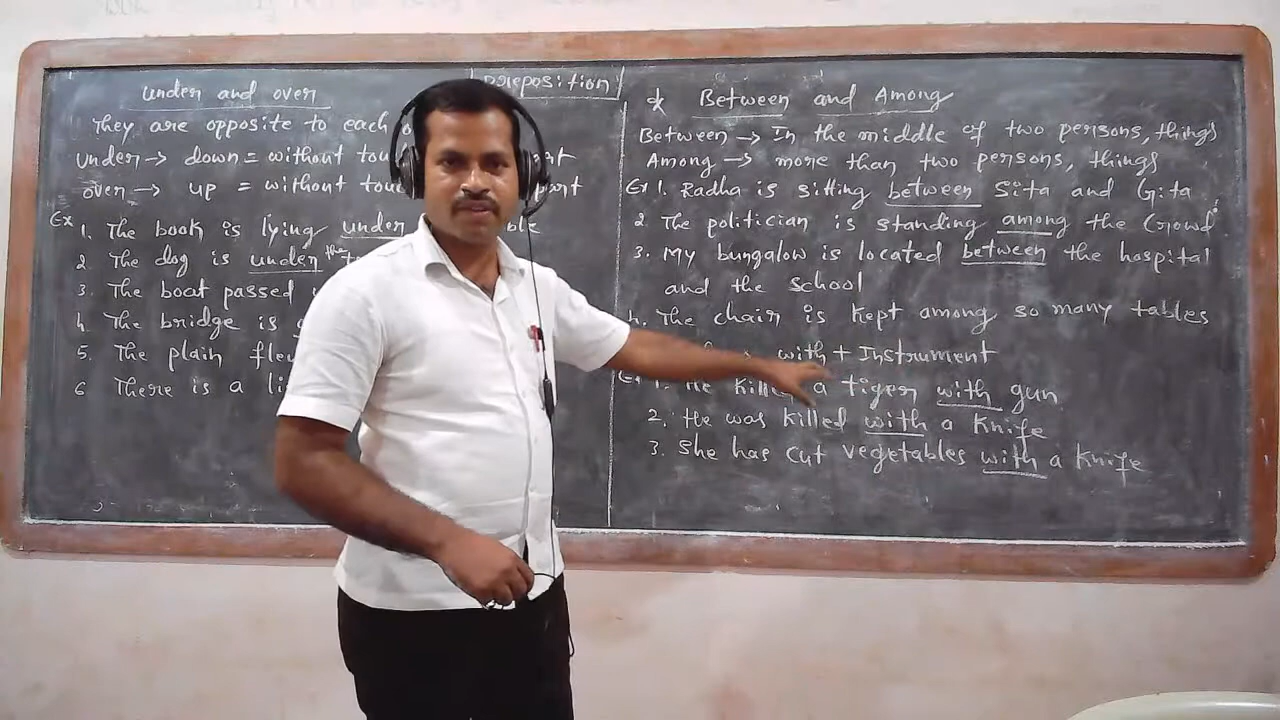 Preposition
under and over
They are opposite to each
under → down = without
over → up = without part
Ex 1. The book is lying under
2. The dog is under the
3. The boat passed
4. The bridge is
5. The plain
6 There is a
* Between and Among
Between → In the middle of two persons, things
Among → more than two persons, things
Ex 1. Radha is sitting between Sita and Gita
2. The politician is standing among the Crowd
3. My bungalow is located between the hospital
and the school
4. The chair is kept among so many tables
with + Instrument
Ex 1. He killed a tiger with gun
2. He was killed with a Knife
3. She has cut vegetables with a Knife